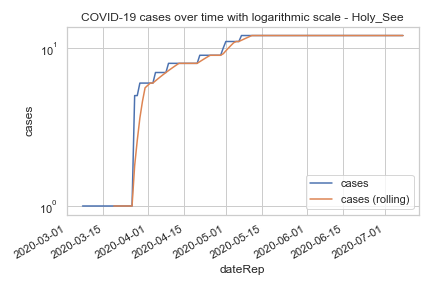 COVID-19 cases over time with logarithmic scale - Holy_See
10¹
10⁰
cases
cases
cases (rolling)
2020-03-01
2020-03-15
2020-04-01
2020-04-15
2020-05-01
2020-05-15
2020-06-01
2020-06-15
2020-07-01
dateRep